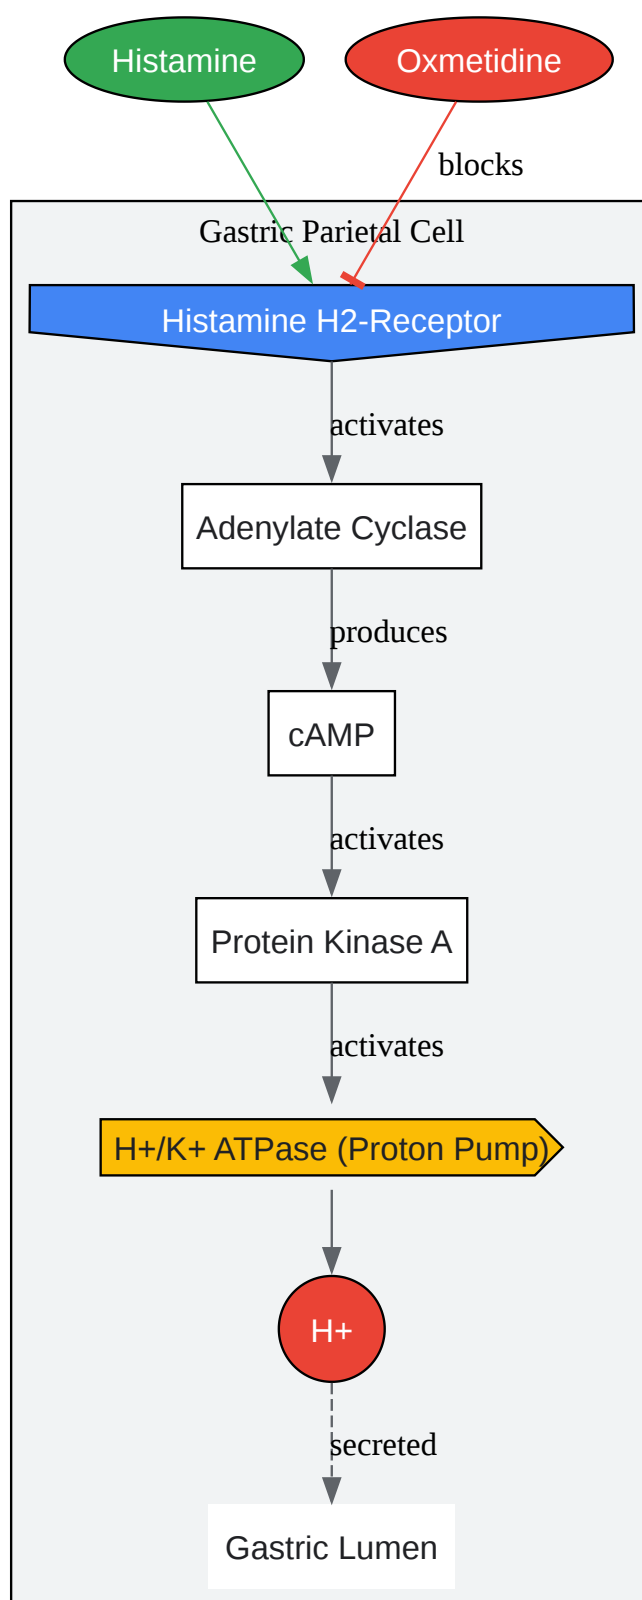 Histamine
Oxmetidine
blocks
Gastric Parietal Cell
Histamine H2-Receptor
activates
Adenylate Cyclase
produces
cAMP
activates
Protein Kinase A
activates
H+/K+ ATPase (Proton Pump)
H+
secreted
Gastric Lumen